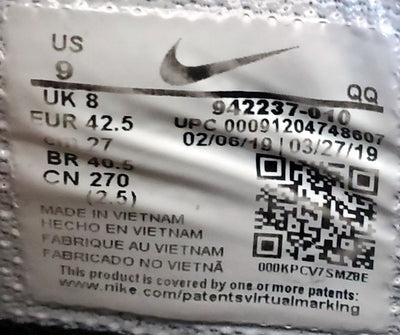 US
9
QQ
UK 8
942237-010
EUR 42.5
UPC 00091204748607
cm 27
02/06/19 | 03/27/19
BR 40.5
CN 270
(2.5)
MADE IN VIETNAM
HECHO EN VIETNAM
FABRIQUE AU VIETNAM
FABRICADO NO VIETNÃ
000KPCV7SMZ8E
This product is covered by one or more patents:
www.nike.com/patentsvirtualmarking